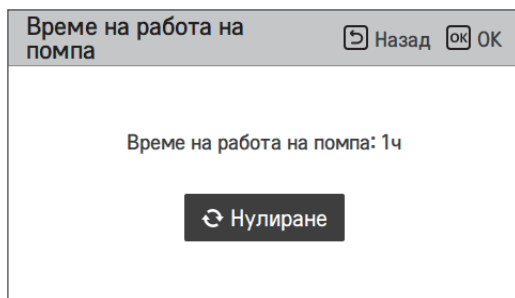 Време на работа на
помпа
Назад OK OK
Време на работа на помпа: 1ч
Нулиране